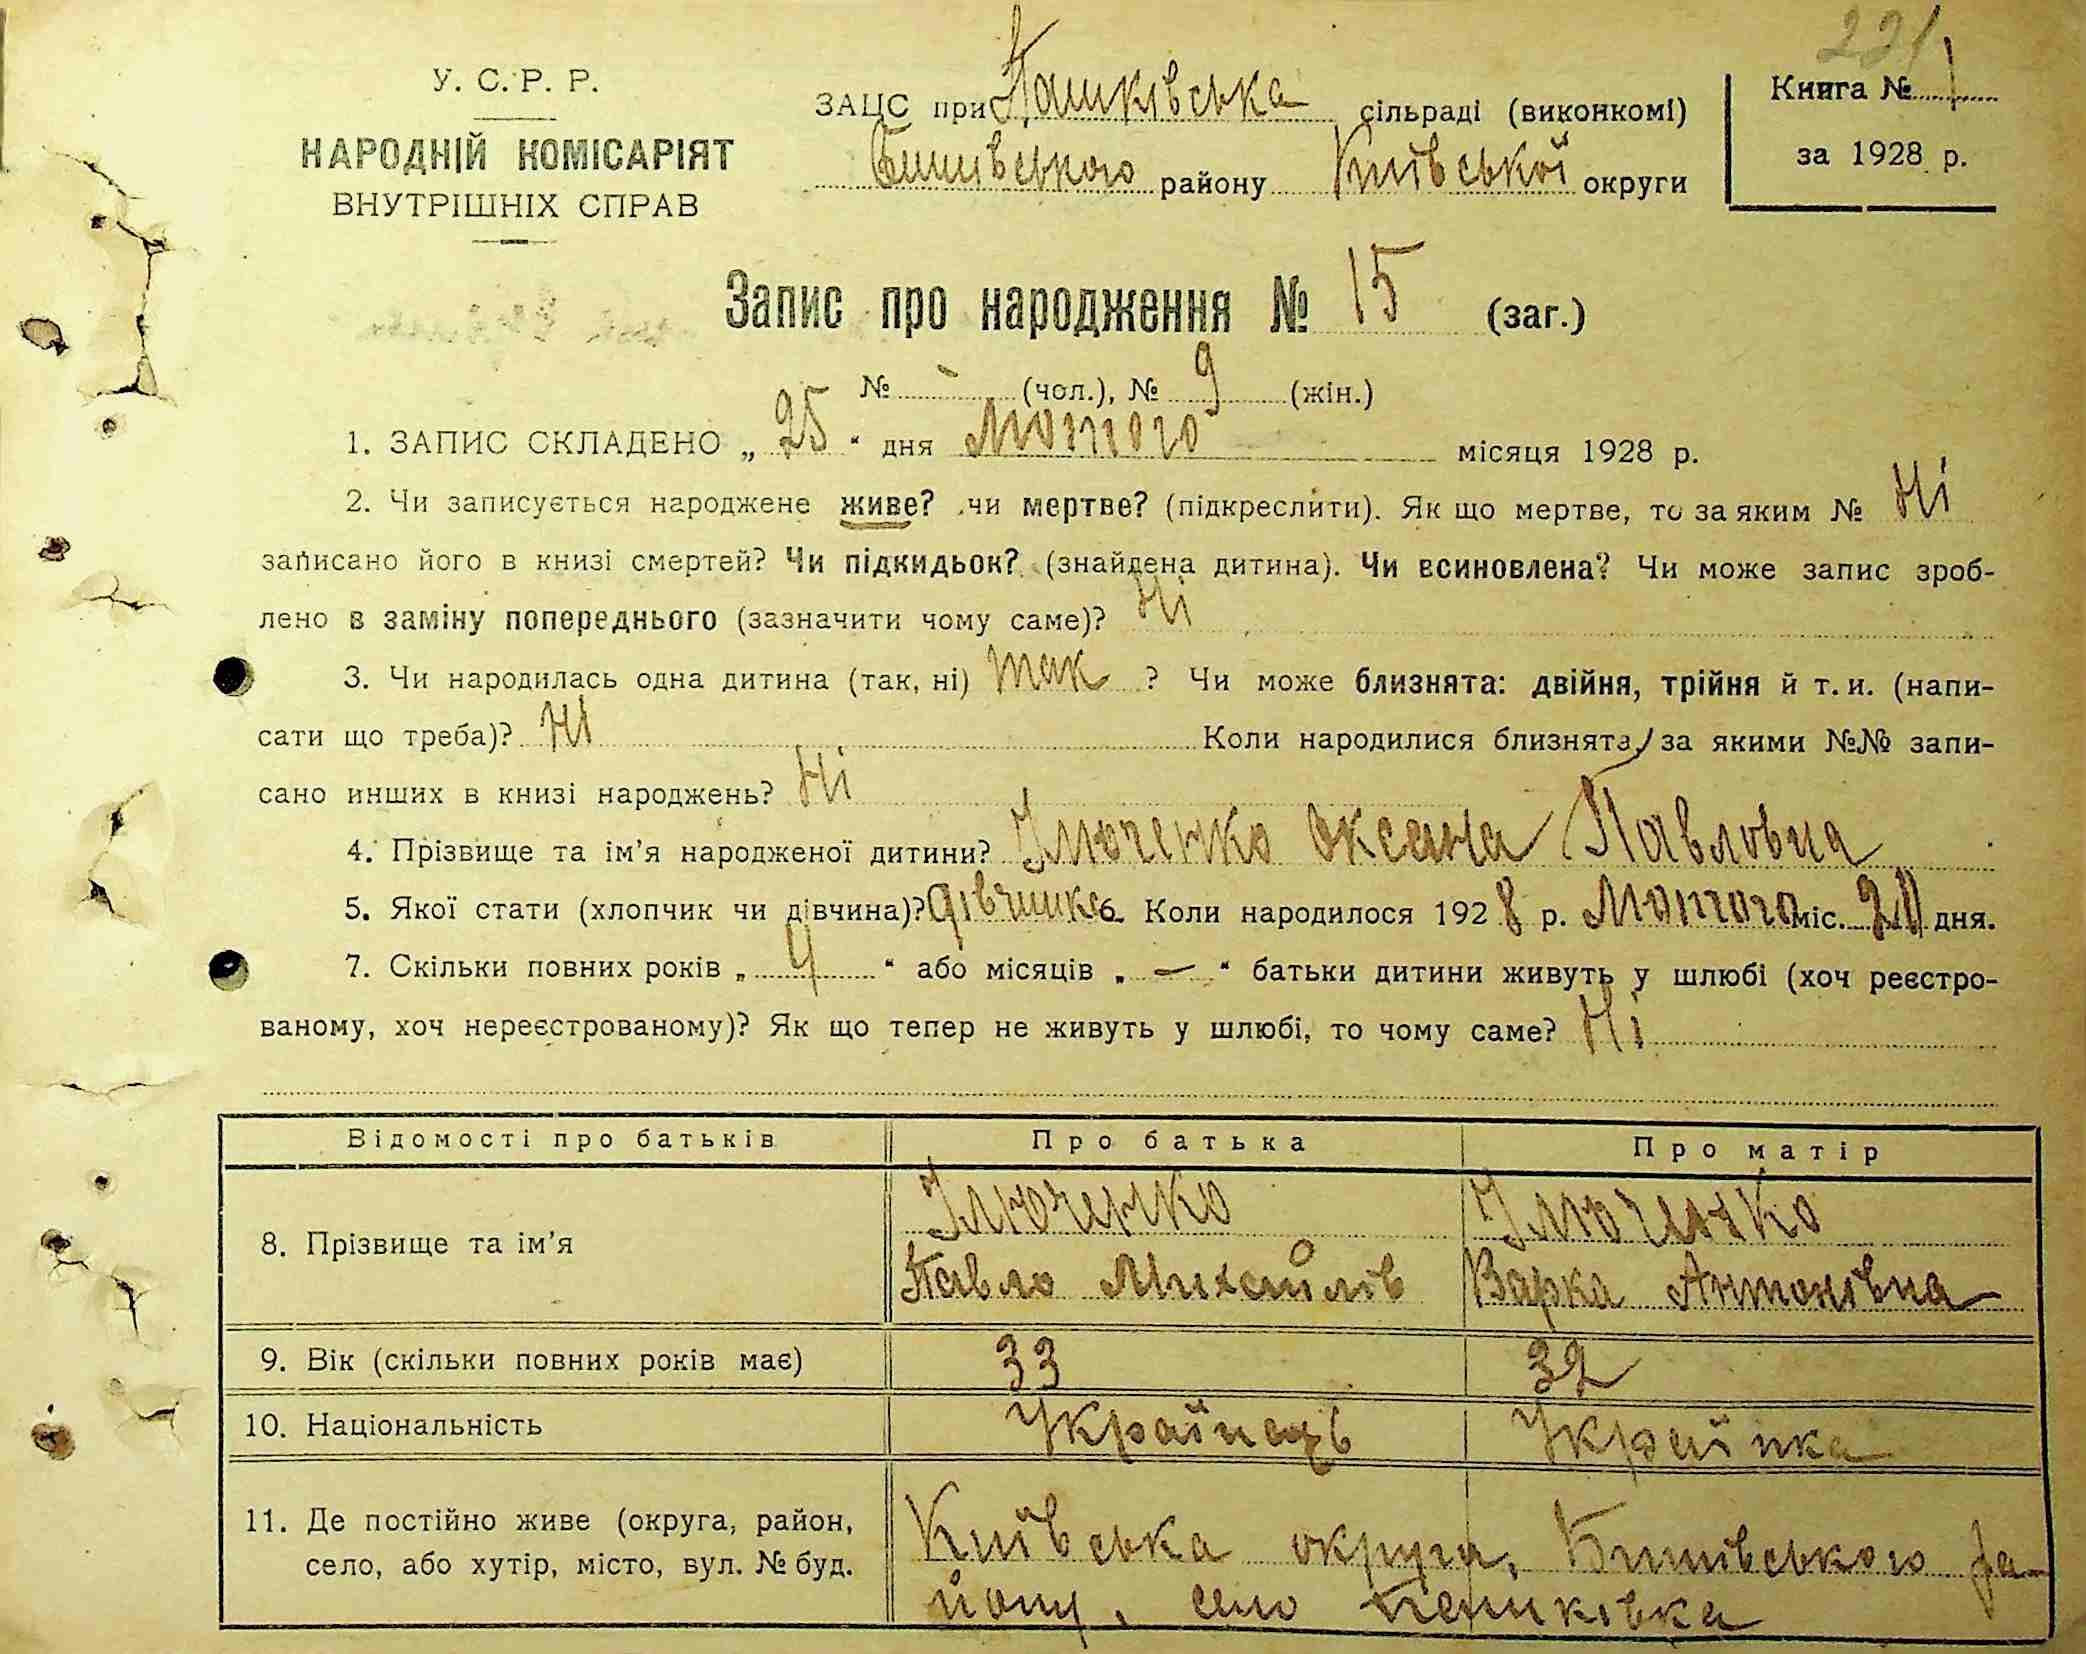 221
У. С. Р. Р.
НАРОДНІЙ КОМІСАРІЯТ
ВНУТРІШНІХ СПРАВ
ЗАЦС при Пашківська сільраді (виконкомі)
Бишівського району Київської округи
Книга № 1
за 1928 р.
Запис про народження № 15 (заг.)
№ - (чол.), № 9 (жін.)
1. ЗАПИС СКЛАДЕНО „ 25 “ дня Лютого місяця 1928 р.
2. Чи записується народжене живе? чи мертве? (підкреслити). Як що мертве, то за яким № Ні
записано його в книзі смертей? Чи підкидьок? (знайдена дитина). Чи всиновлена? Чи може запис зроб-
лено в заміну попереднього (зазначити чому саме)? Ні
3. Чи народилась одна дитина (так, ні) так ? Чи може близнята: двійня, трійня й т. и. (напи-
сати що треба)? Ні Коли народилися близнята, за якими №№ запи-
сано инших в книзі народжень? Ні
4. Прізвище та ім’я народженої дитини? Ілюченко Оксана Павловна
5. Якої стати (хлопчик чи дівчина)? дівчинка 6. Коли народилося 1928 р. Лютого міс. 20 дня.
7. Скільки повних років „ 9 “ або місяців „ — “ батьки дитини живуть у шлюбі (хоч реєстро-
ваному, хоч нереєстрованому)? Як що тепер не живуть у шлюбі, то чому саме? Ні
Відомості про батьків Про батька Про матір
8. Прізвище та ім’я Ілюченко Ілюченко
Павло Михайлів Варка Антонівна
9. Вік (скільки повних років має) 33 32
10. Національність Українець Українка
11. Де постійно живе (округа, район,
село, або хутір, місто, вул. № буд.
Київська округа, Бишівського ра-
йону, село Пашківка